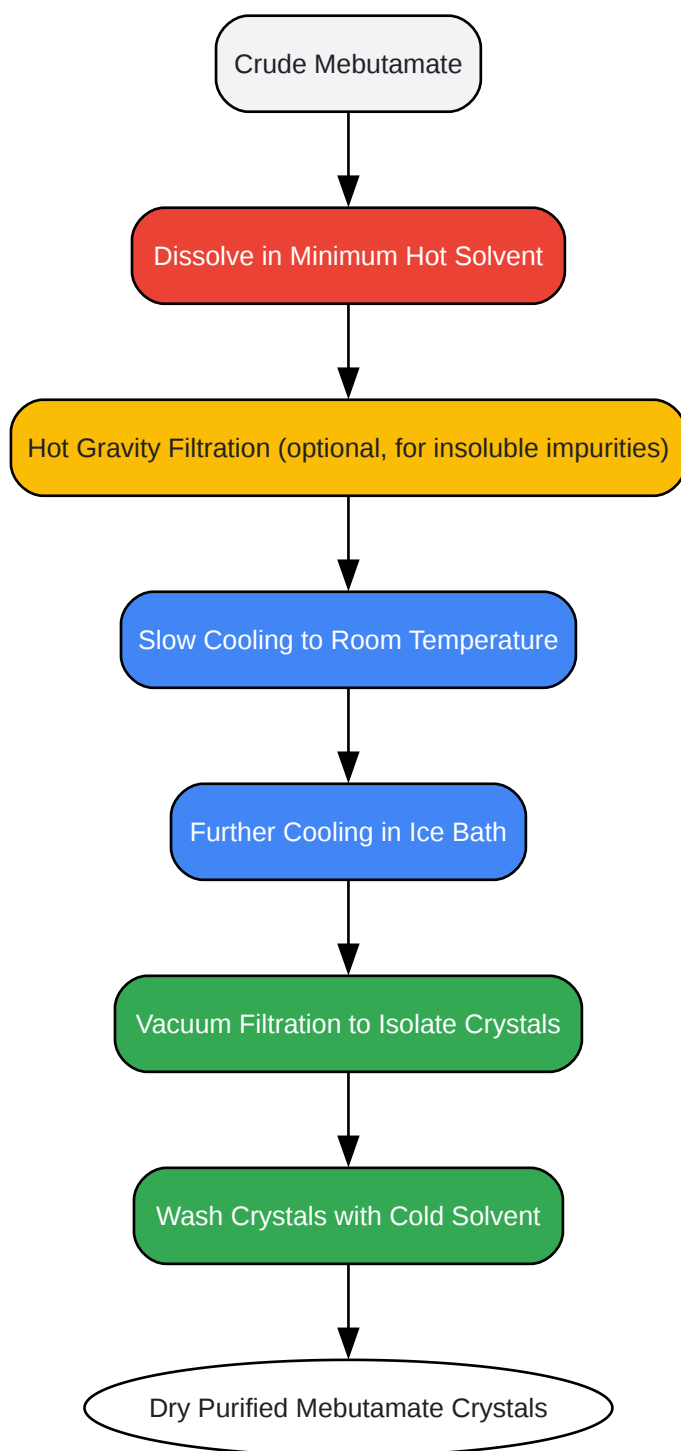 Crude Mebutamate
Dissolve in Minimum Hot Solvent
Hot Gravity Filtration (optional, for insoluble impurities)
Slow Cooling to Room Temperature
Further Cooling in Ice Bath
Vacuum Filtration to Isolate Crystals
Wash Crystals with Cold Solvent
Dry Purified Mebutamate Crystals